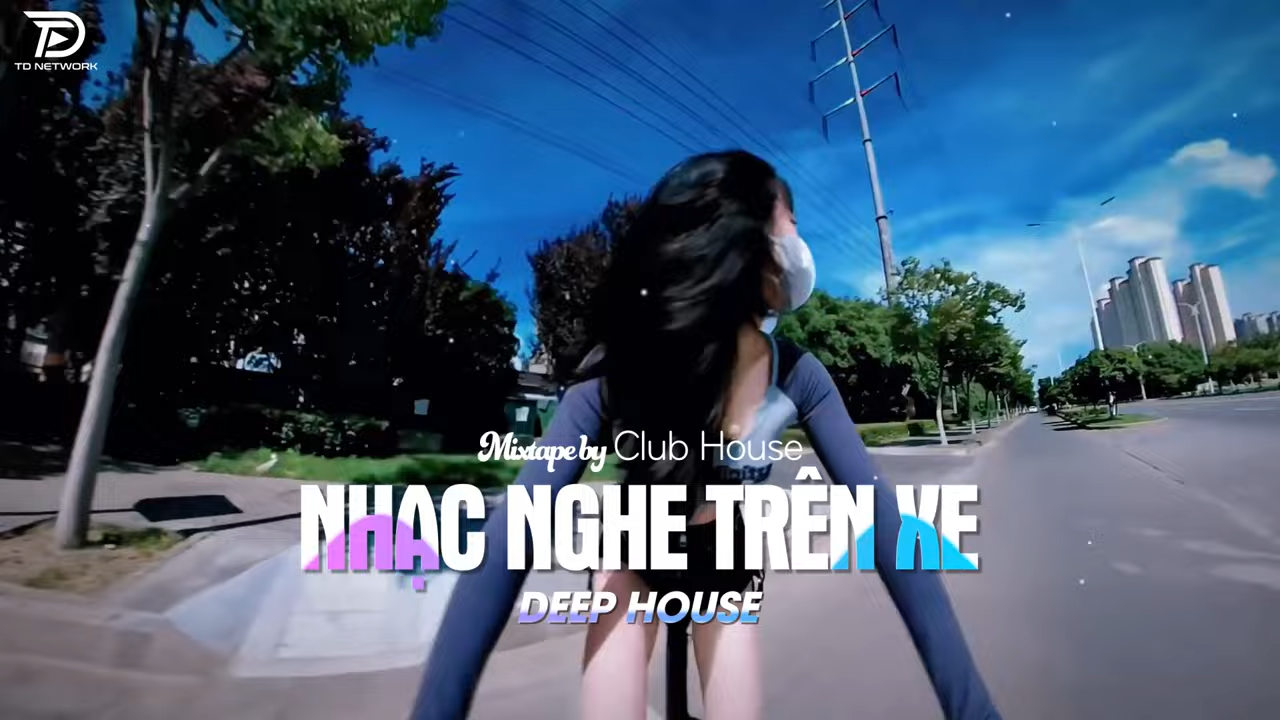 TD NETWORK
Mixtape by Club House
NHẠC NGHE TRÊN XE
DEEP HOUSE